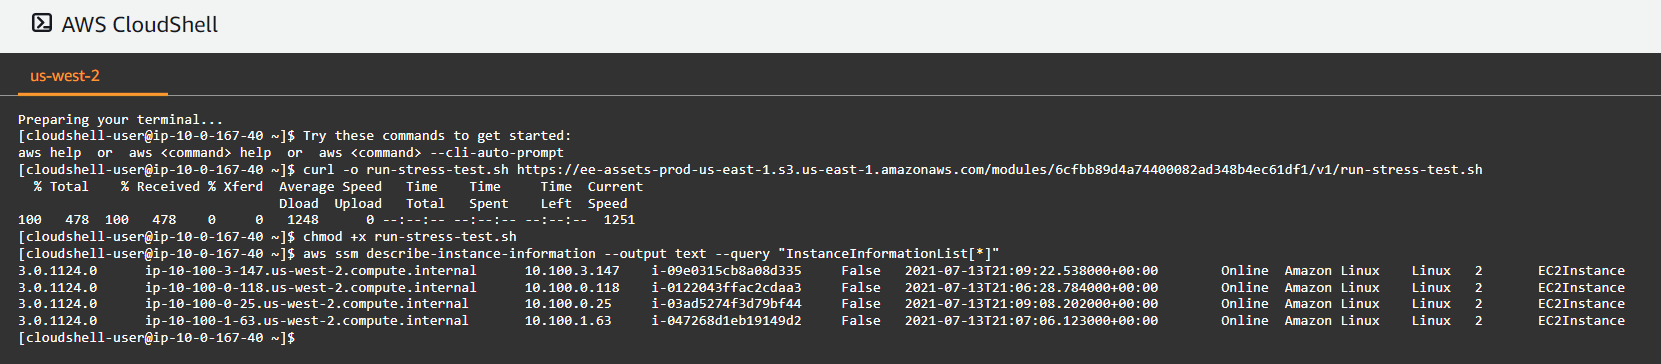 AWS CloudShell
us-west-2
Preparing your terminal...
[cloudshell-user@ip-10-0-167-40 ~]$ Try these commands to get started:
aws help  or  aws <command> help  or  aws <command> --cli-auto-prompt
[cloudshell-user@ip-10-0-167-40 ~]$ curl -o run-stress-test.sh https://ee-assets-prod-us-east-1.s3.us-east-1.amazonaws.com/modules/6cfbb89d4a74400082ad348b4ec61df1/v1/run-stress-test.sh
  % Total    % Received % Xferd  Average Speed   Time    Time     Time  Current
                                 Dload  Upload   Total   Spent    Left  Speed
100   478  100   478    0     0   1248      0 --:--:-- --:--:-- --:--:--  1251
[cloudshell-user@ip-10-0-167-40 ~]$ chmod +x run-stress-test.sh
[cloudshell-user@ip-10-0-167-40 ~]$ aws ssm describe-instance-information --output text --query "InstanceInformationList[*]"
3.0.1124.0      ip-10-100-3-147.us-west-2.compute.internal      10.100.3.147    i-09e0315cb8a08d335     False   2021-07-13T21:09:22.538000+00:00        Online  Amazon Linux    Linux   2       EC2Instance
3.0.1124.0      ip-10-100-0-118.us-west-2.compute.internal      10.100.0.118    i-0122043ffac2cdaa3     False   2021-07-13T21:06:28.784000+00:00        Online  Amazon Linux    Linux   2       EC2Instance
3.0.1124.0      ip-10-100-0-25.us-west-2.compute.internal       10.100.0.25     i-03ad5274f3d79bf44     False   2021-07-13T21:09:08.202000+00:00        Online  Amazon Linux    Linux   2       EC2Instance
3.0.1124.0      ip-10-100-1-63.us-west-2.compute.internal       10.100.1.63     i-047268d1eb19149d2     False   2021-07-13T21:07:06.123000+00:00        Online  Amazon Linux    Linux   2       EC2Instance
[cloudshell-user@ip-10-0-167-40 ~]$